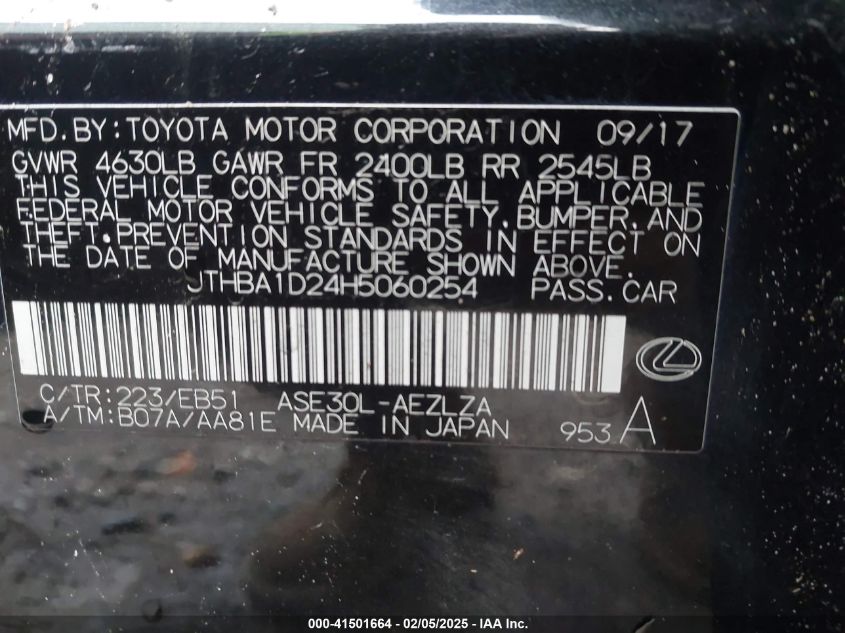 MFD.BY:TOYOTA MOTOR CORPORATION 09/17
GVWR 4630LB GAWR FR 2400LB RR 2545LB
THIS VEHICLE CONFORMS TO ALL APPLICABLE
FEDERAL MOTOR VEHICLE SAFETY,BUMPER,AND
THEFT PREVENTION STANDARDS IN EFFECT ON
THE DATE OF MANUFACTURE SHOWN ABOVE.
JTHBA1D24H5060254 PASS.CAR
C/TR:223/EB51 ASE30L-AEZLZA
A/TM:B07A/AA81E MADE IN JAPAN 953 A
000-41501664 - 02/05/2025 - IAA Inc.